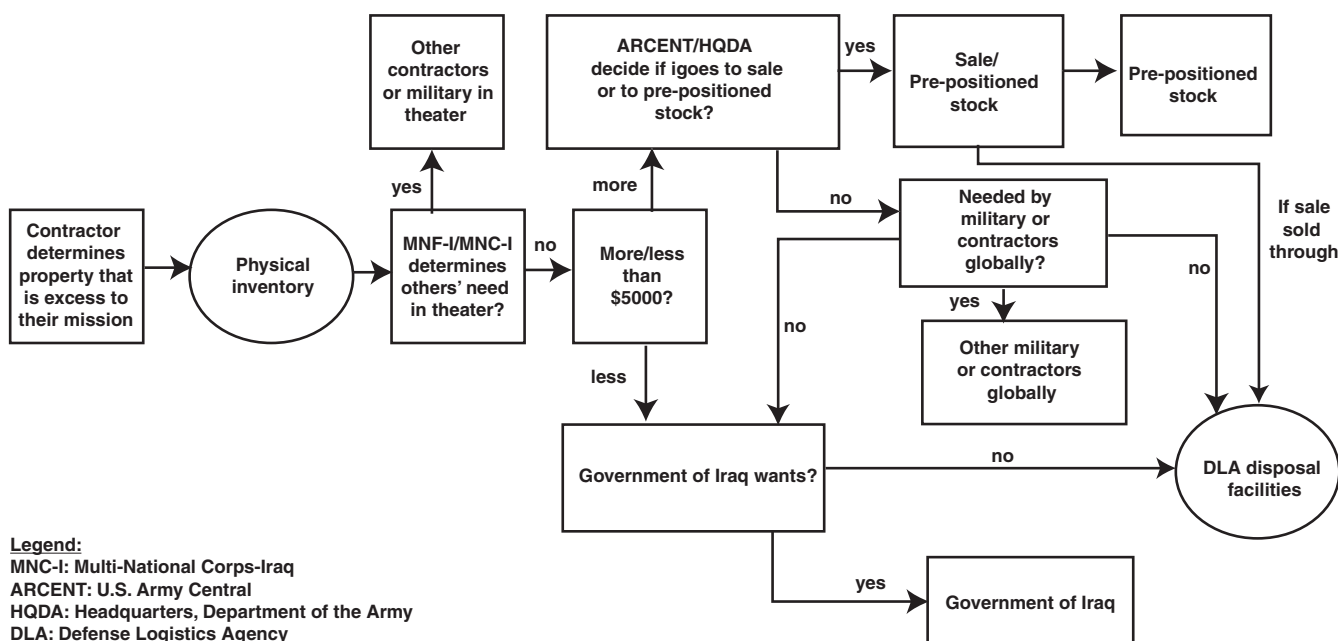 Other
contractors
or military in
theater
ARCENT/HQDA
decide if igoes to sale
or to pre-positioned
stock?
yes
Sale/
Pre-positioned
stock
Pre-positioned
stock
yes
more
no
Needed by
military or
contractors
globally?
If sale
sold
through
Contractor
determines
property that
is excess to
their mission
Physical
inventory
MNF-I/MNC-I
determines
others’ need
in theater?
no
More/less
than
$5000?
no
yes
no
less
Other military
or contractors
globally
Government of Iraq wants?
no
DLA disposal
facilities
yes
Government of Iraq
Legend:
MNC-I: Multi-National Corps-Iraq
ARCENT: U.S. Army Central
HQDA: Headquarters, Department of the Army
DLA: Defense Logistics Agency